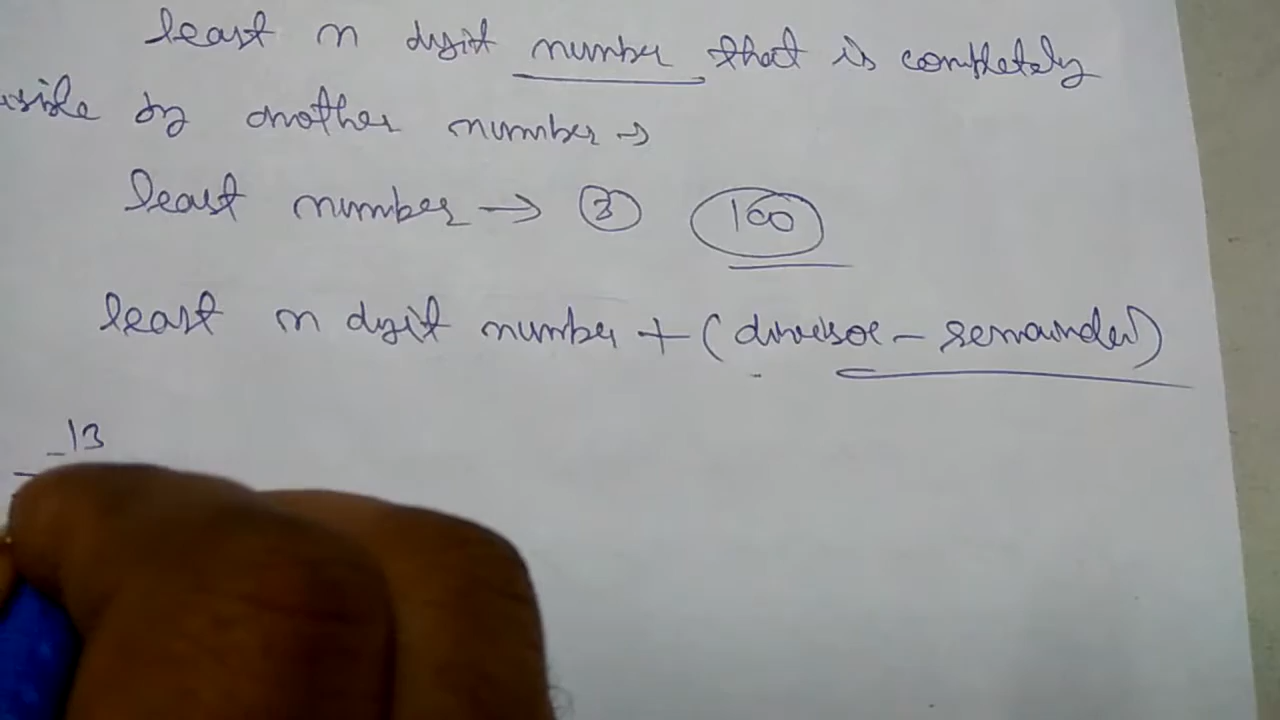 least n digit number that is completely
by another number →
least number → 3 100
least n digit number + (divisor - remainder)
13